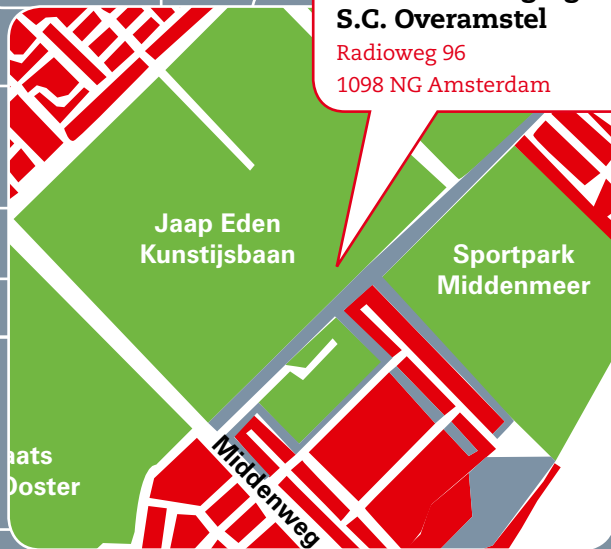 S.C. Overamstel
Radioweg 96
1098 NG Amsterdam
Jaap Eden
Kunstijsbaan
Sportpark
Middenmeer
Middenweg